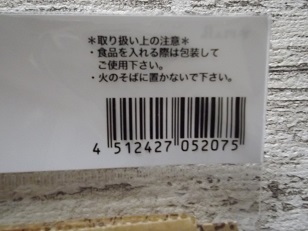 ＊取り扱い上の注意＊
・食品を入れる際は包装して
ご使用下さい。
・火のそばに置かないで下さい。
4 512427 052075